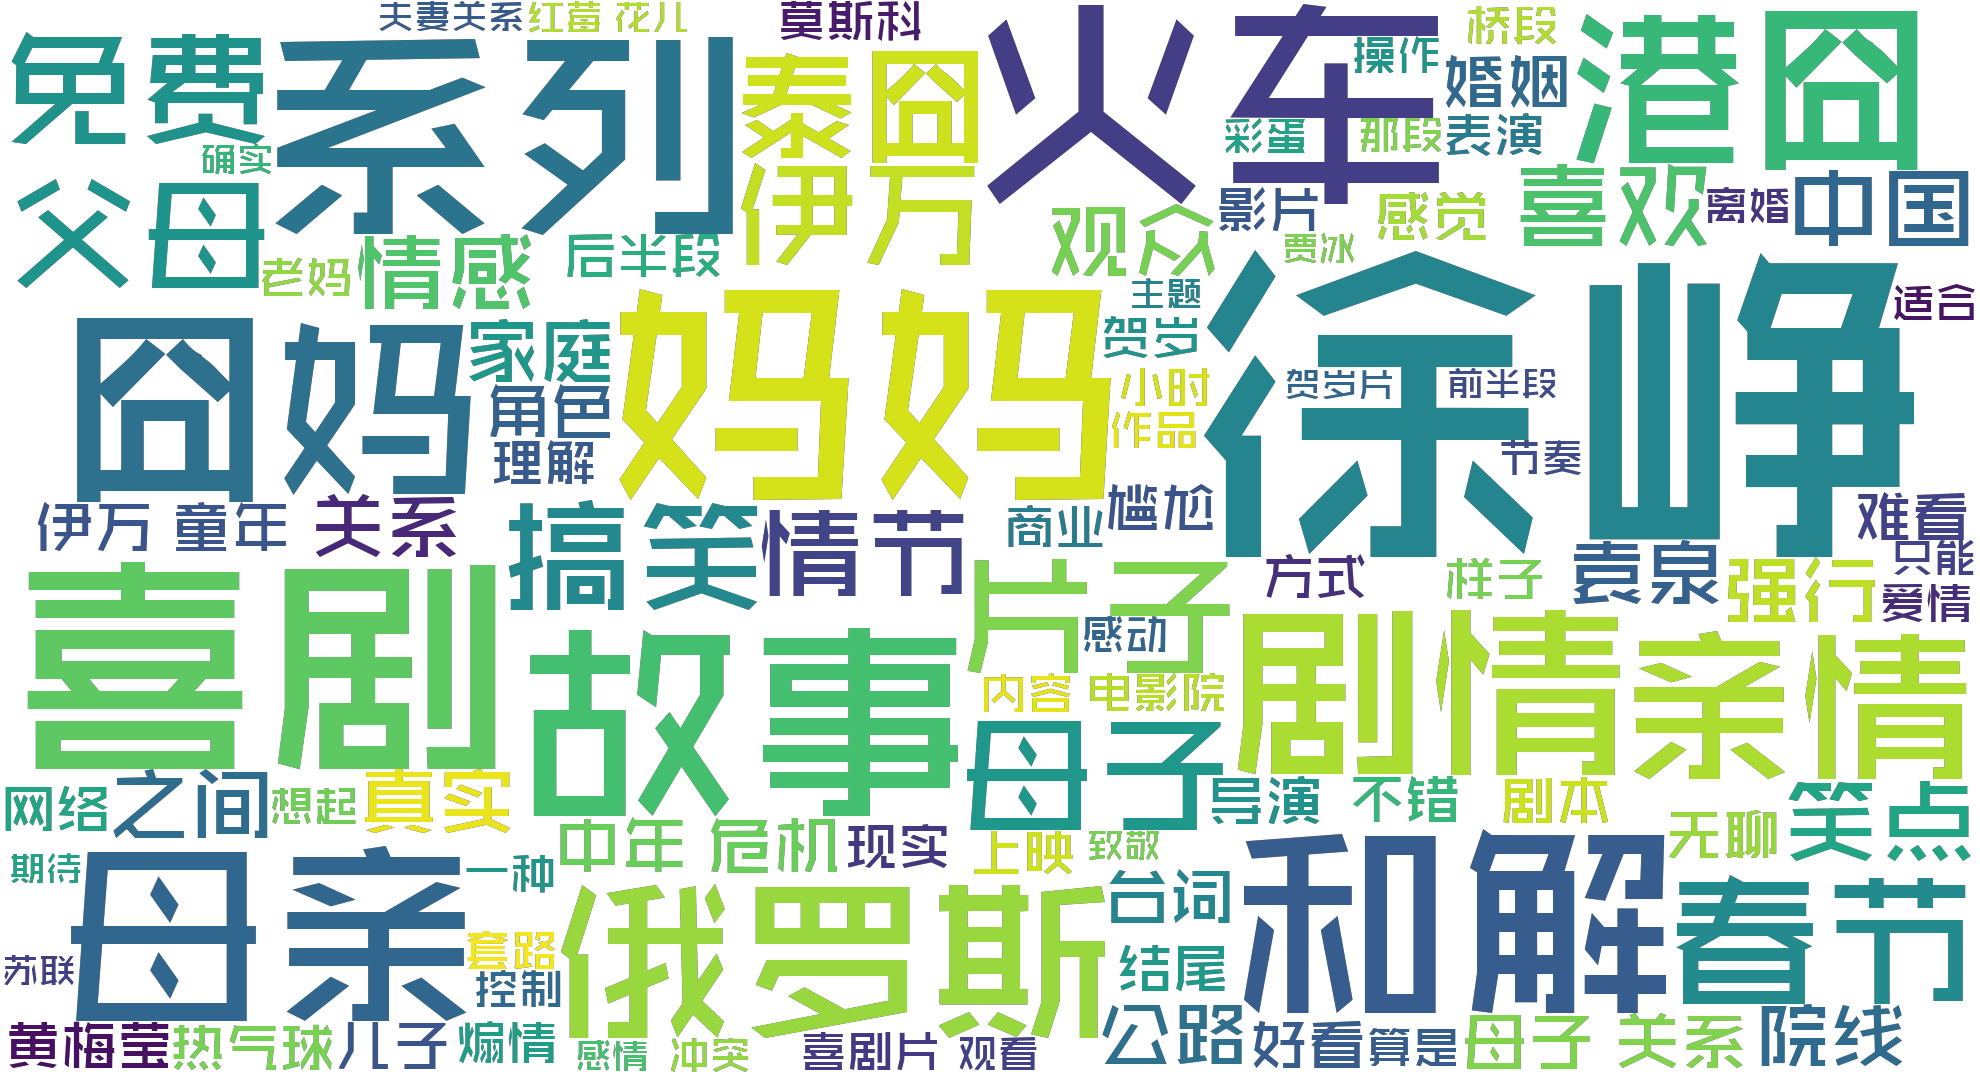 夫妻关系
红莓 花儿
莫斯科
火车
桥段
港囧
免费
系列
泰囧
操作
婚姻
确实
彩蛋
那段
表演
父母
伊万
影片
感觉
喜欢
离婚
中国
老妈
情感
后半段
观众
贾冰
主题
徐峥
适合
囧妈
家庭
妈妈
贺岁
角色
小时
贺岁片
前半段
理解
作品
节奏
伊万 童年
关系
搞笑
情节
商业
尴尬
难看
喜剧
故事
片子
方式
样子
袁泉
强行
只能
爱情
感动
剧情
亲情
内容
电影院
网络
之间
想起
真实
母子
导演
不错
剧本
无聊
笑点
期待
中年 危机
现实
上映
致敬
母亲
一种
俄罗斯
台词
和解
春节
苏联
套路
控制
结尾
黄梅莹
热气球
儿子
煽情
感情
冲突
喜剧片
观看
公路
好看
算是
母子 关系
院线